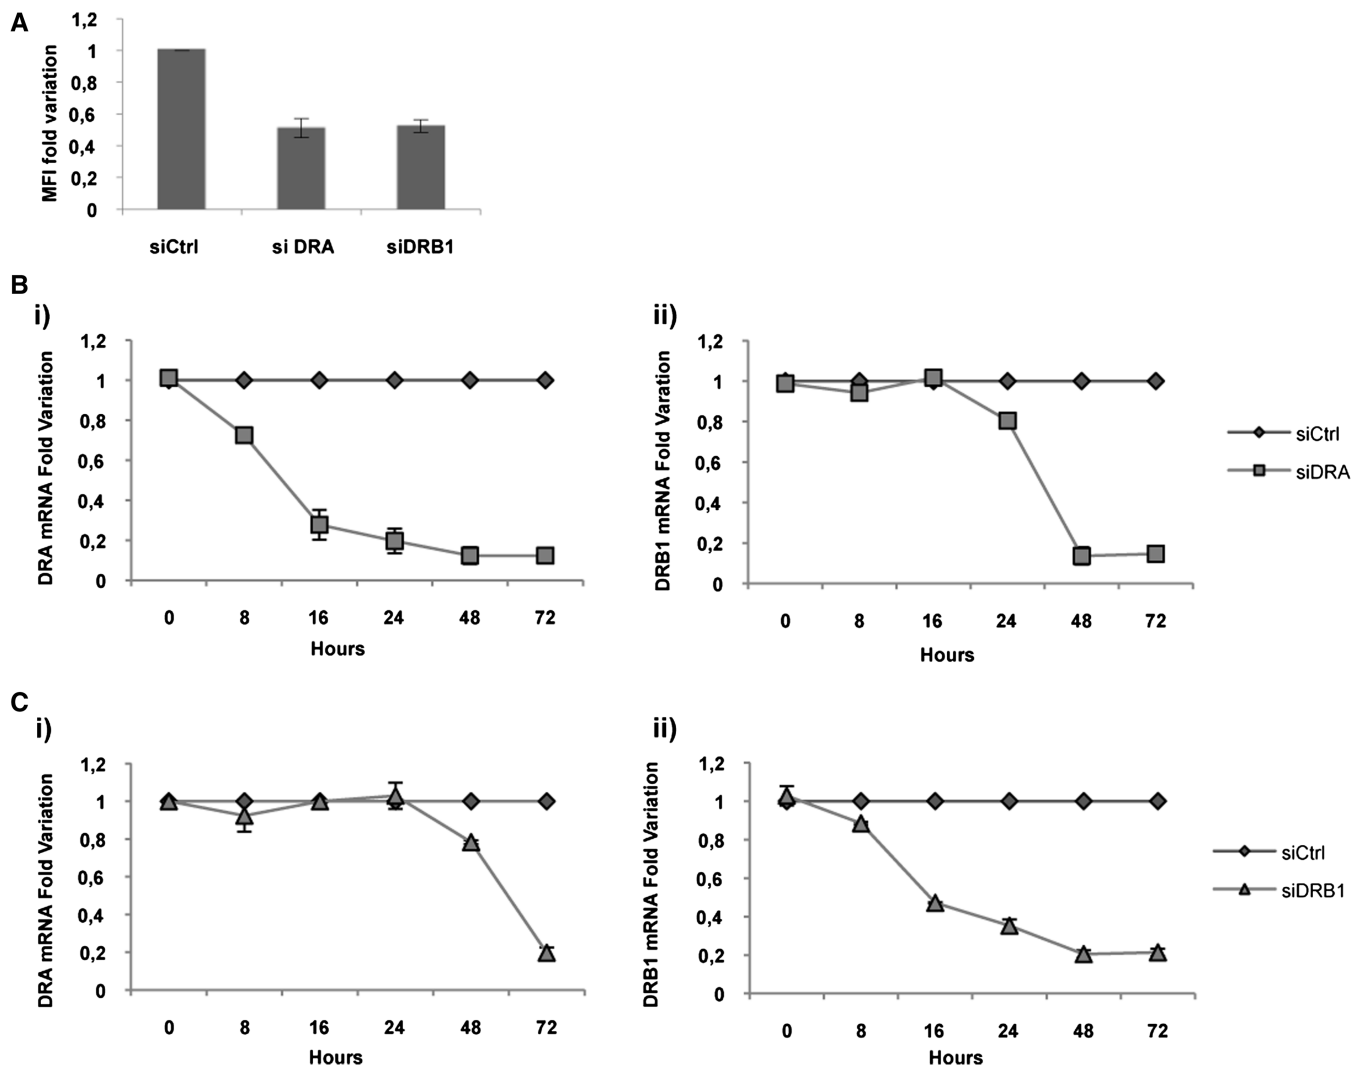 A
MFI fold variation
1,2
1
0,8
0,6
0,4
0,2
0
siCtrl
si DRA
siDRB1
B
i)
DRA mRNA Fold Variation
1,2
1
0,8
0,6
0,4
0,2
0
0
8
16
24
48
72
Hours
ii)
DRB1 mRNA Fold Varation
1,2
1
0,8
0,6
0,4
0,2
0
0
8
16
24
48
72
Hours
siCtrl
siDRA
C
i)
DRA mRNA Fold Variation
1,2
1
0,8
0,6
0,4
0,2
0
0
8
16
24
48
72
Hours
ii)
DRB1 mRNA Fold Variation
1,2
1
0,8
0,6
0,4
0,2
0
0
8
16
24
48
72
Hours
siCtrl
siDRB1